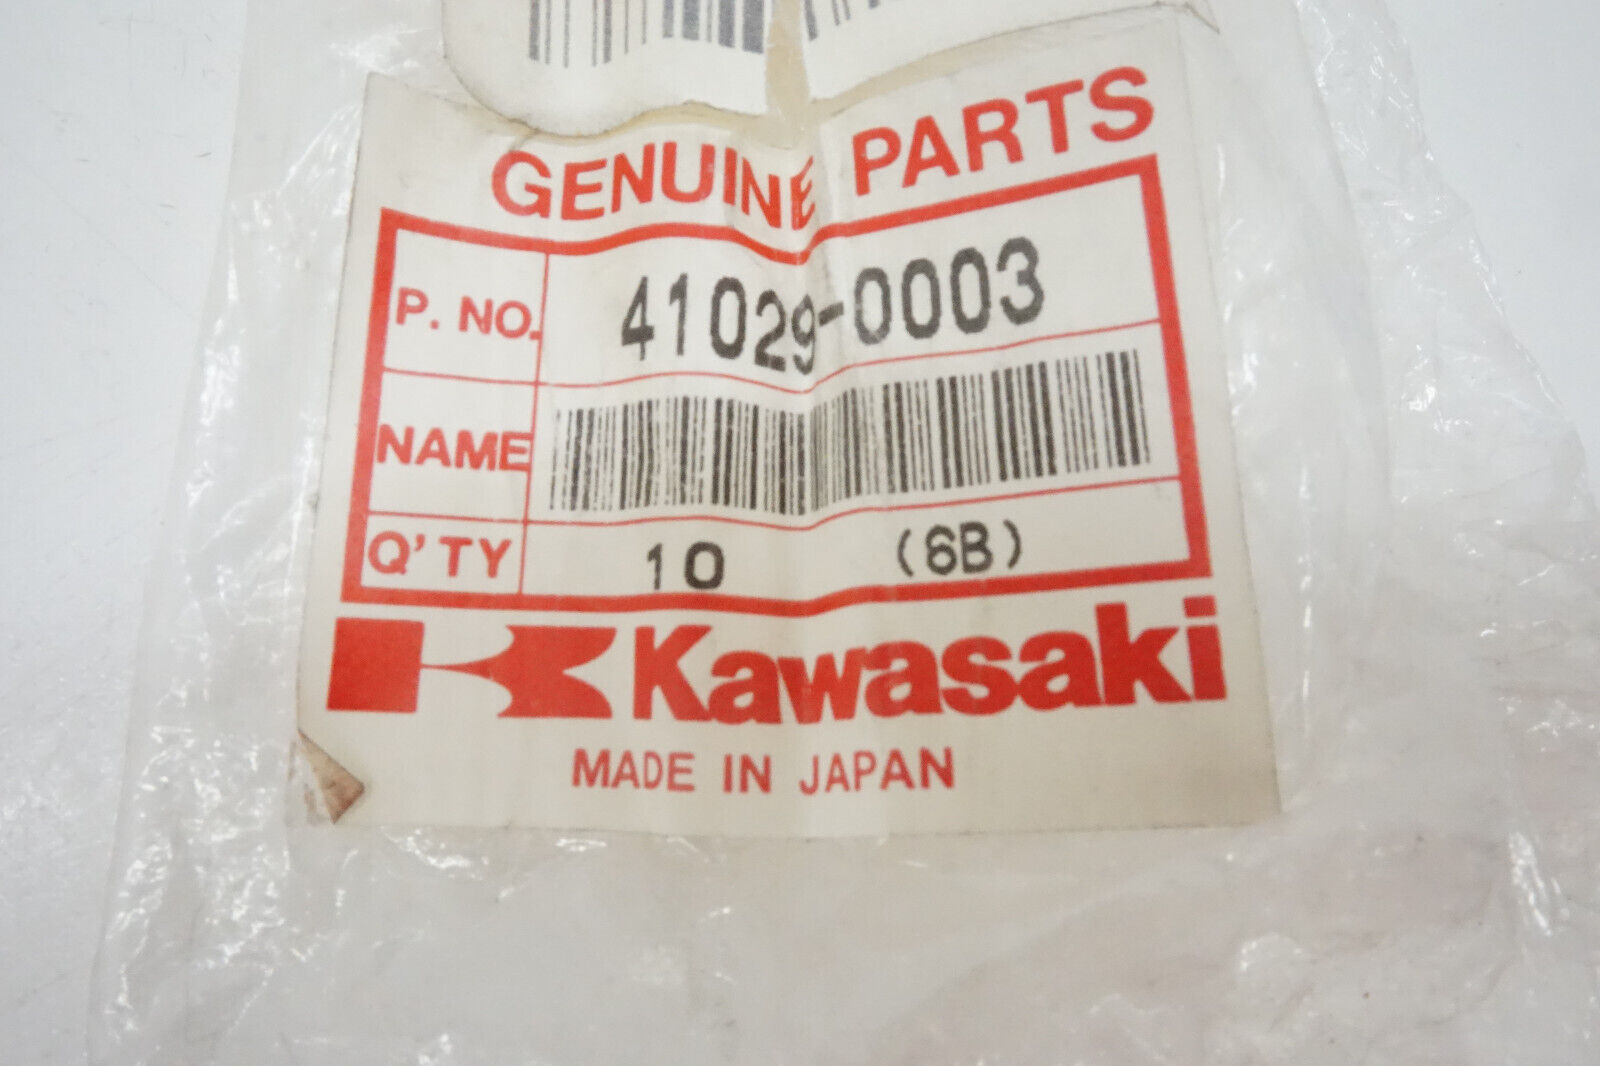 GENUINE PARTS
P. NO. 41029-0003
NAME
Q'TY 10 (6B)
Kawasaki
MADE IN JAPAN